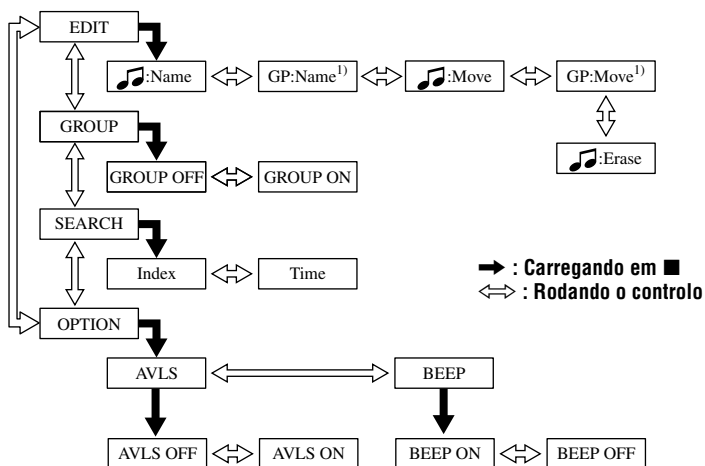 EDIT
♫:Name GP:Name1) ♫:Move GP:Move1)
GROUP
♫:Erase
GROUP OFF GROUP ON
SEARCH
Index Time
: Carregando em ■
: Rodando o controlo
OPTION
AVLS BEEP
AVLS OFF AVLS ON BEEP ON BEEP OFF